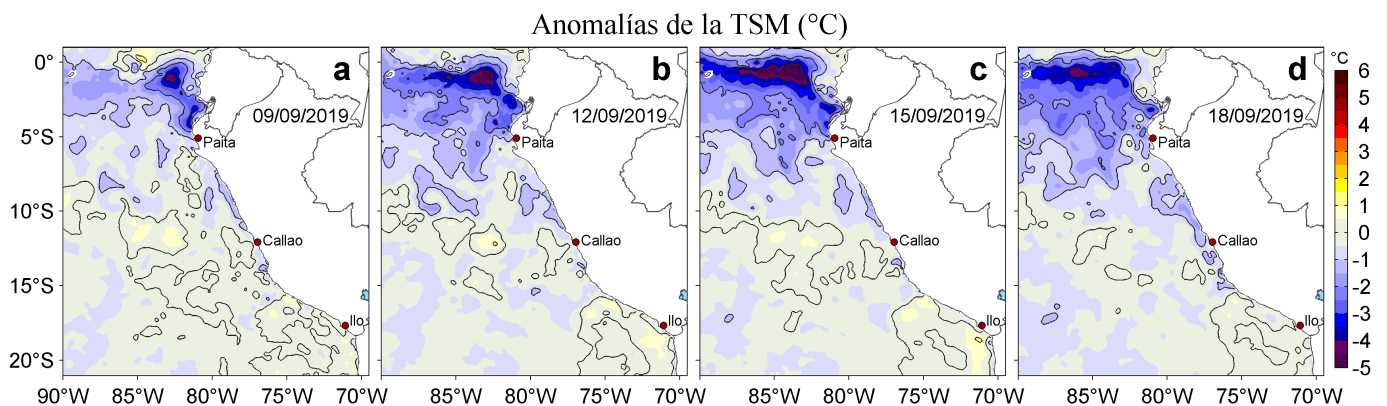 Anomalías de la TSM (°C)
a
b
c
d
°C
09/09/2019
12/09/2019
15/09/2019
18/09/2019
Paita
Callao
Ilo
Paita
Callao
Ilo
Paita
Callao
Ilo
Paita
Callao
Ilo
0°
5°S
10°S
15°S
20°S
90°W 85°W 80°W 75°W 70°W
85°W 80°W 75°W 70°W
85°W 80°W 75°W 70°W
85°W 80°W 75°W 70°W
6
5
4
3
2
1
0
-1
-2
-3
-4
-5